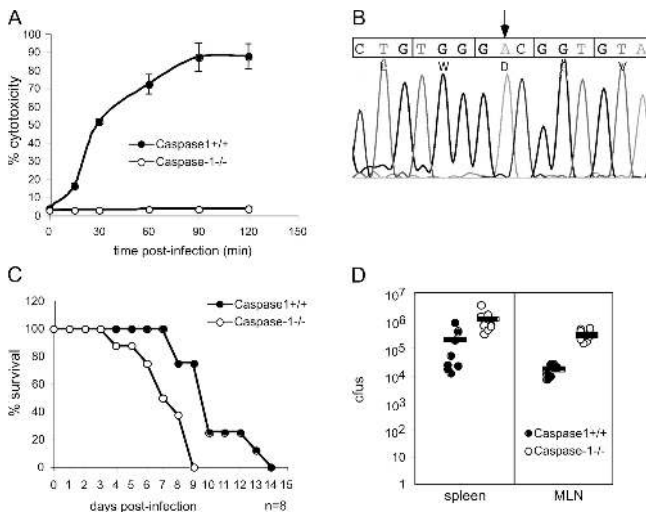 A
% cytotoxicity
100
90
80
70
60
50
40
30
20
10
0
0 30 60 90 120 150
time post-infection (min)
Caspase1+/+
Caspase-1-/-
B
C T G T G G G A C G G T G T A
W D V
C
% survival
120
100
80
60
40
20
0
0 1 2 3 4 5 6 7 8 9 10 11 12 13 14 15
days post-infection
n=8
Caspase1+/+
Caspase-1-/-
D
cfus
10⁷
10⁶
10⁵
10⁴
10³
10²
10
1
spleen MLN
Caspase1+/+
Caspase-1-/-